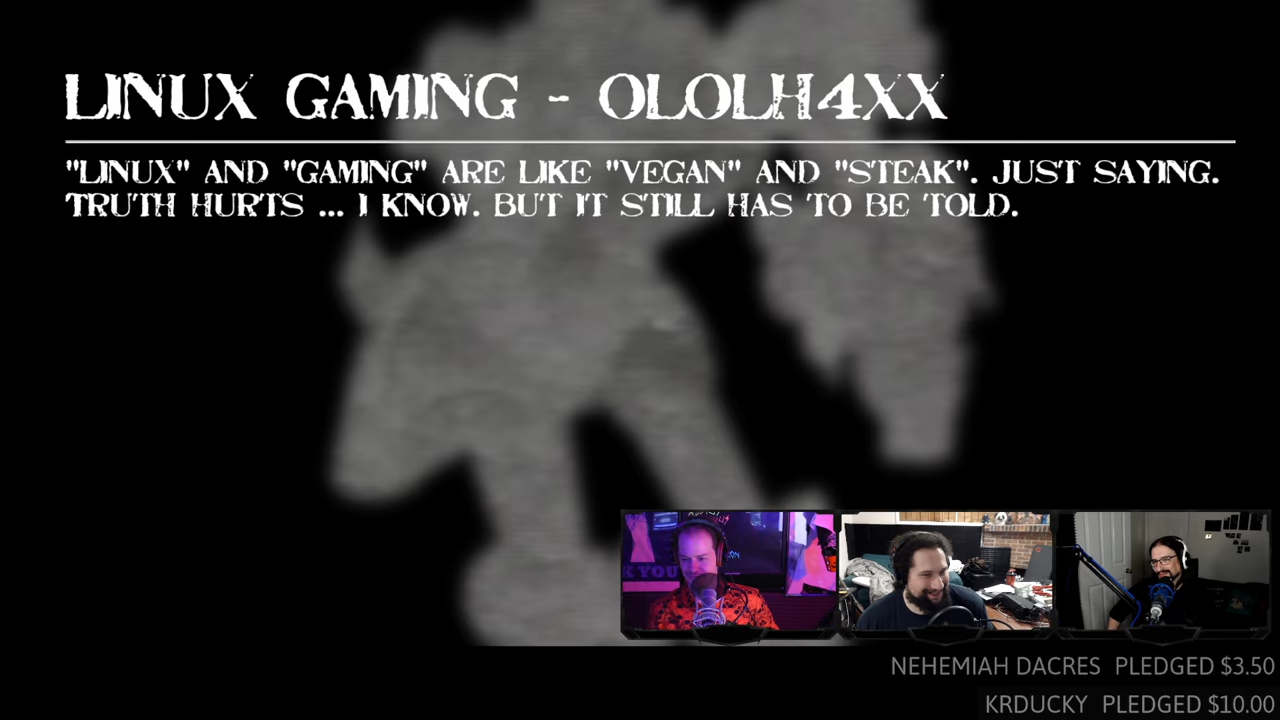 LINUX GAMING - OLOLH4XX
"LINUX" AND "GAMING" ARE LIKE "VEGAN" AND "STEAK". JUST SAYING.
TRUTH HURTS ... I KNOW. BUT IT STILL HAS TO BE TOLD.
K YOU
NEHEMIAH DACRES PLEDGED $3.50
KRDUCKY PLEDGED $10.00